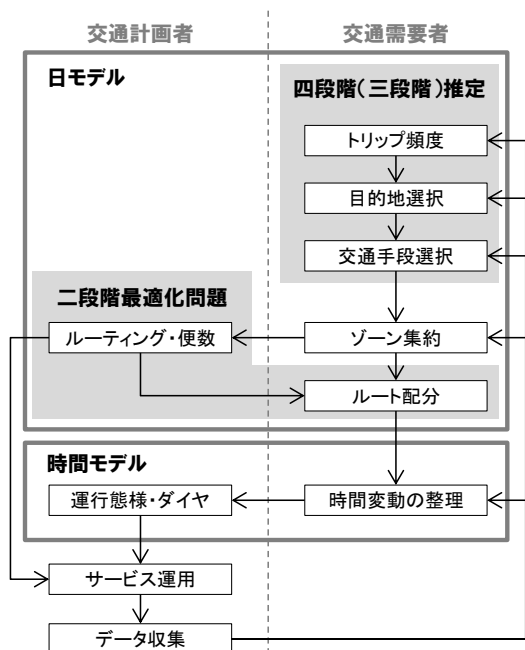 交通計画者
交通需要者
日モデル
四段階(三段階)推定
トリップ頻度
目的地選択
交通手段選択
二段階最適化問題
ルーティング・便数
ゾーン集約
ルート配分
時間モデル
運行態様・ダイヤ
時間変動の整理
サービス運用
データ収集